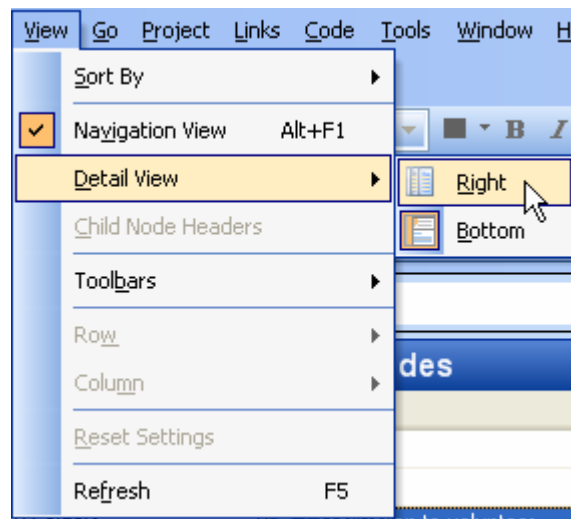 View Go Project Links Code Tools Window H
Sort By
Navigation View Alt+F1
B I
Detail View
Right
Child Node Headers
Bottom
Toolbars
Row
des
Column
Reset Settings
Refresh F5